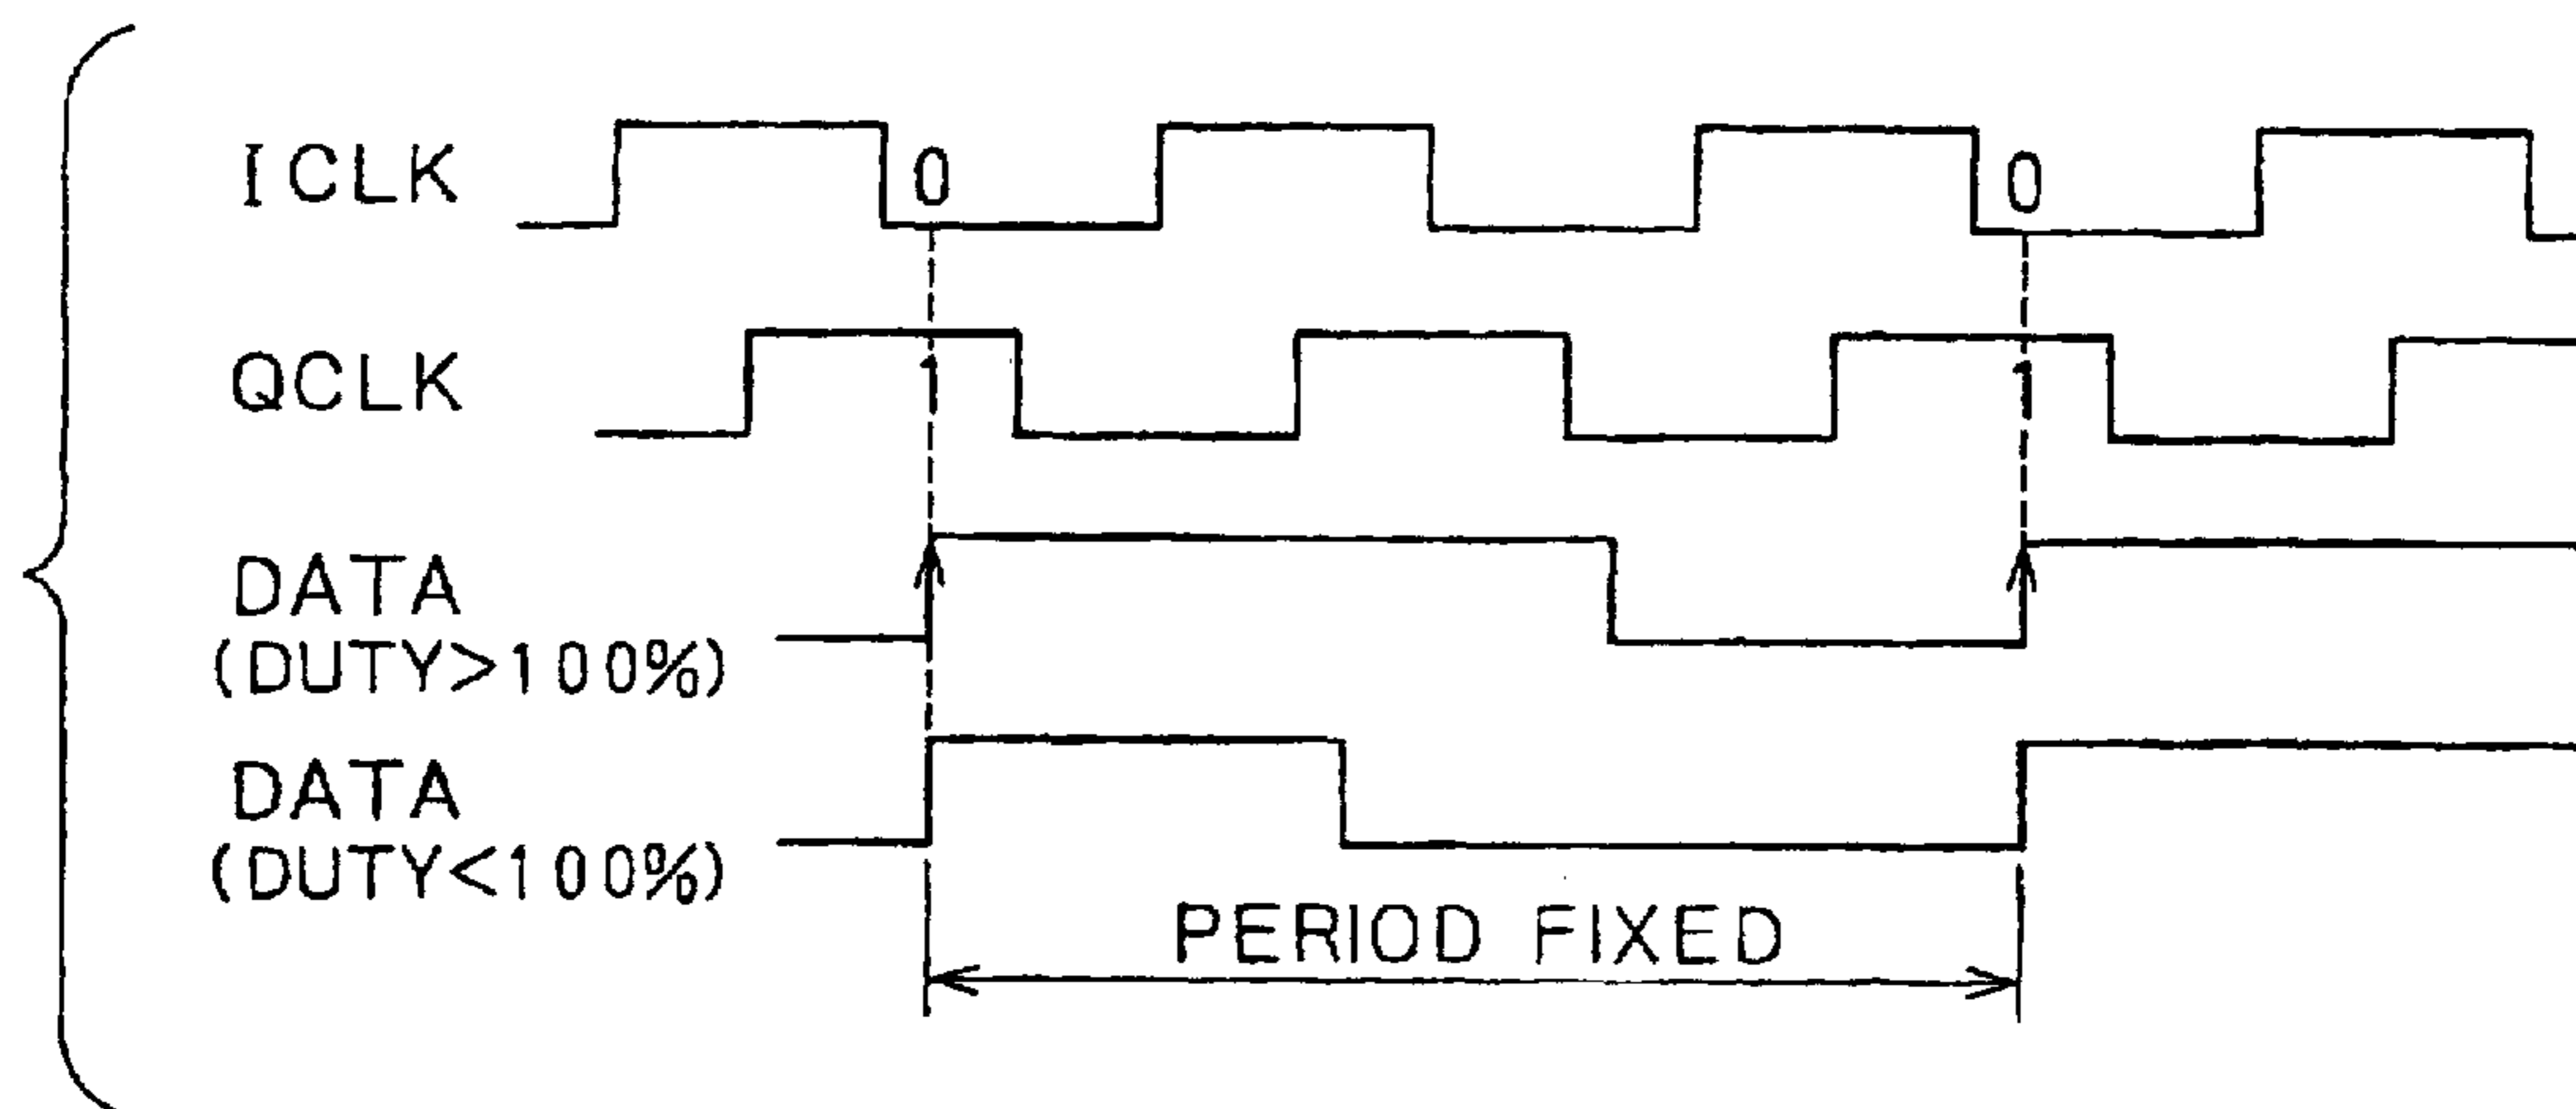 ICLK
0
0
QCLK
1
1
DATA
(DUTY>100%)
DATA
(DUTY<100%)
PERIOD FIXED